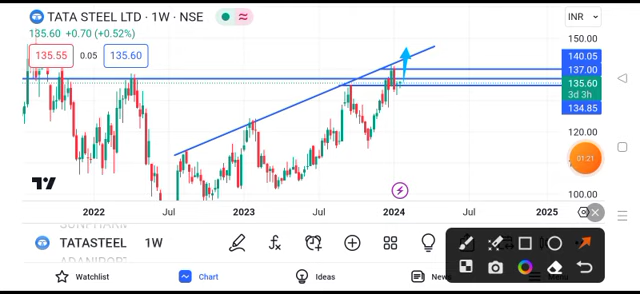 TATA STEEL LTD · 1W · NSE
INR
135.60 +0.70 (+0.52%)
135.55 0.05 135.60
150.00
140.05
137.00
135.60
3d 3h
134.85
120.00
100.00
01:21
2022 Jul 2023 Jul 2024 Jul 2025
TATASTEEL 1W
Watchlist Chart Ideas News